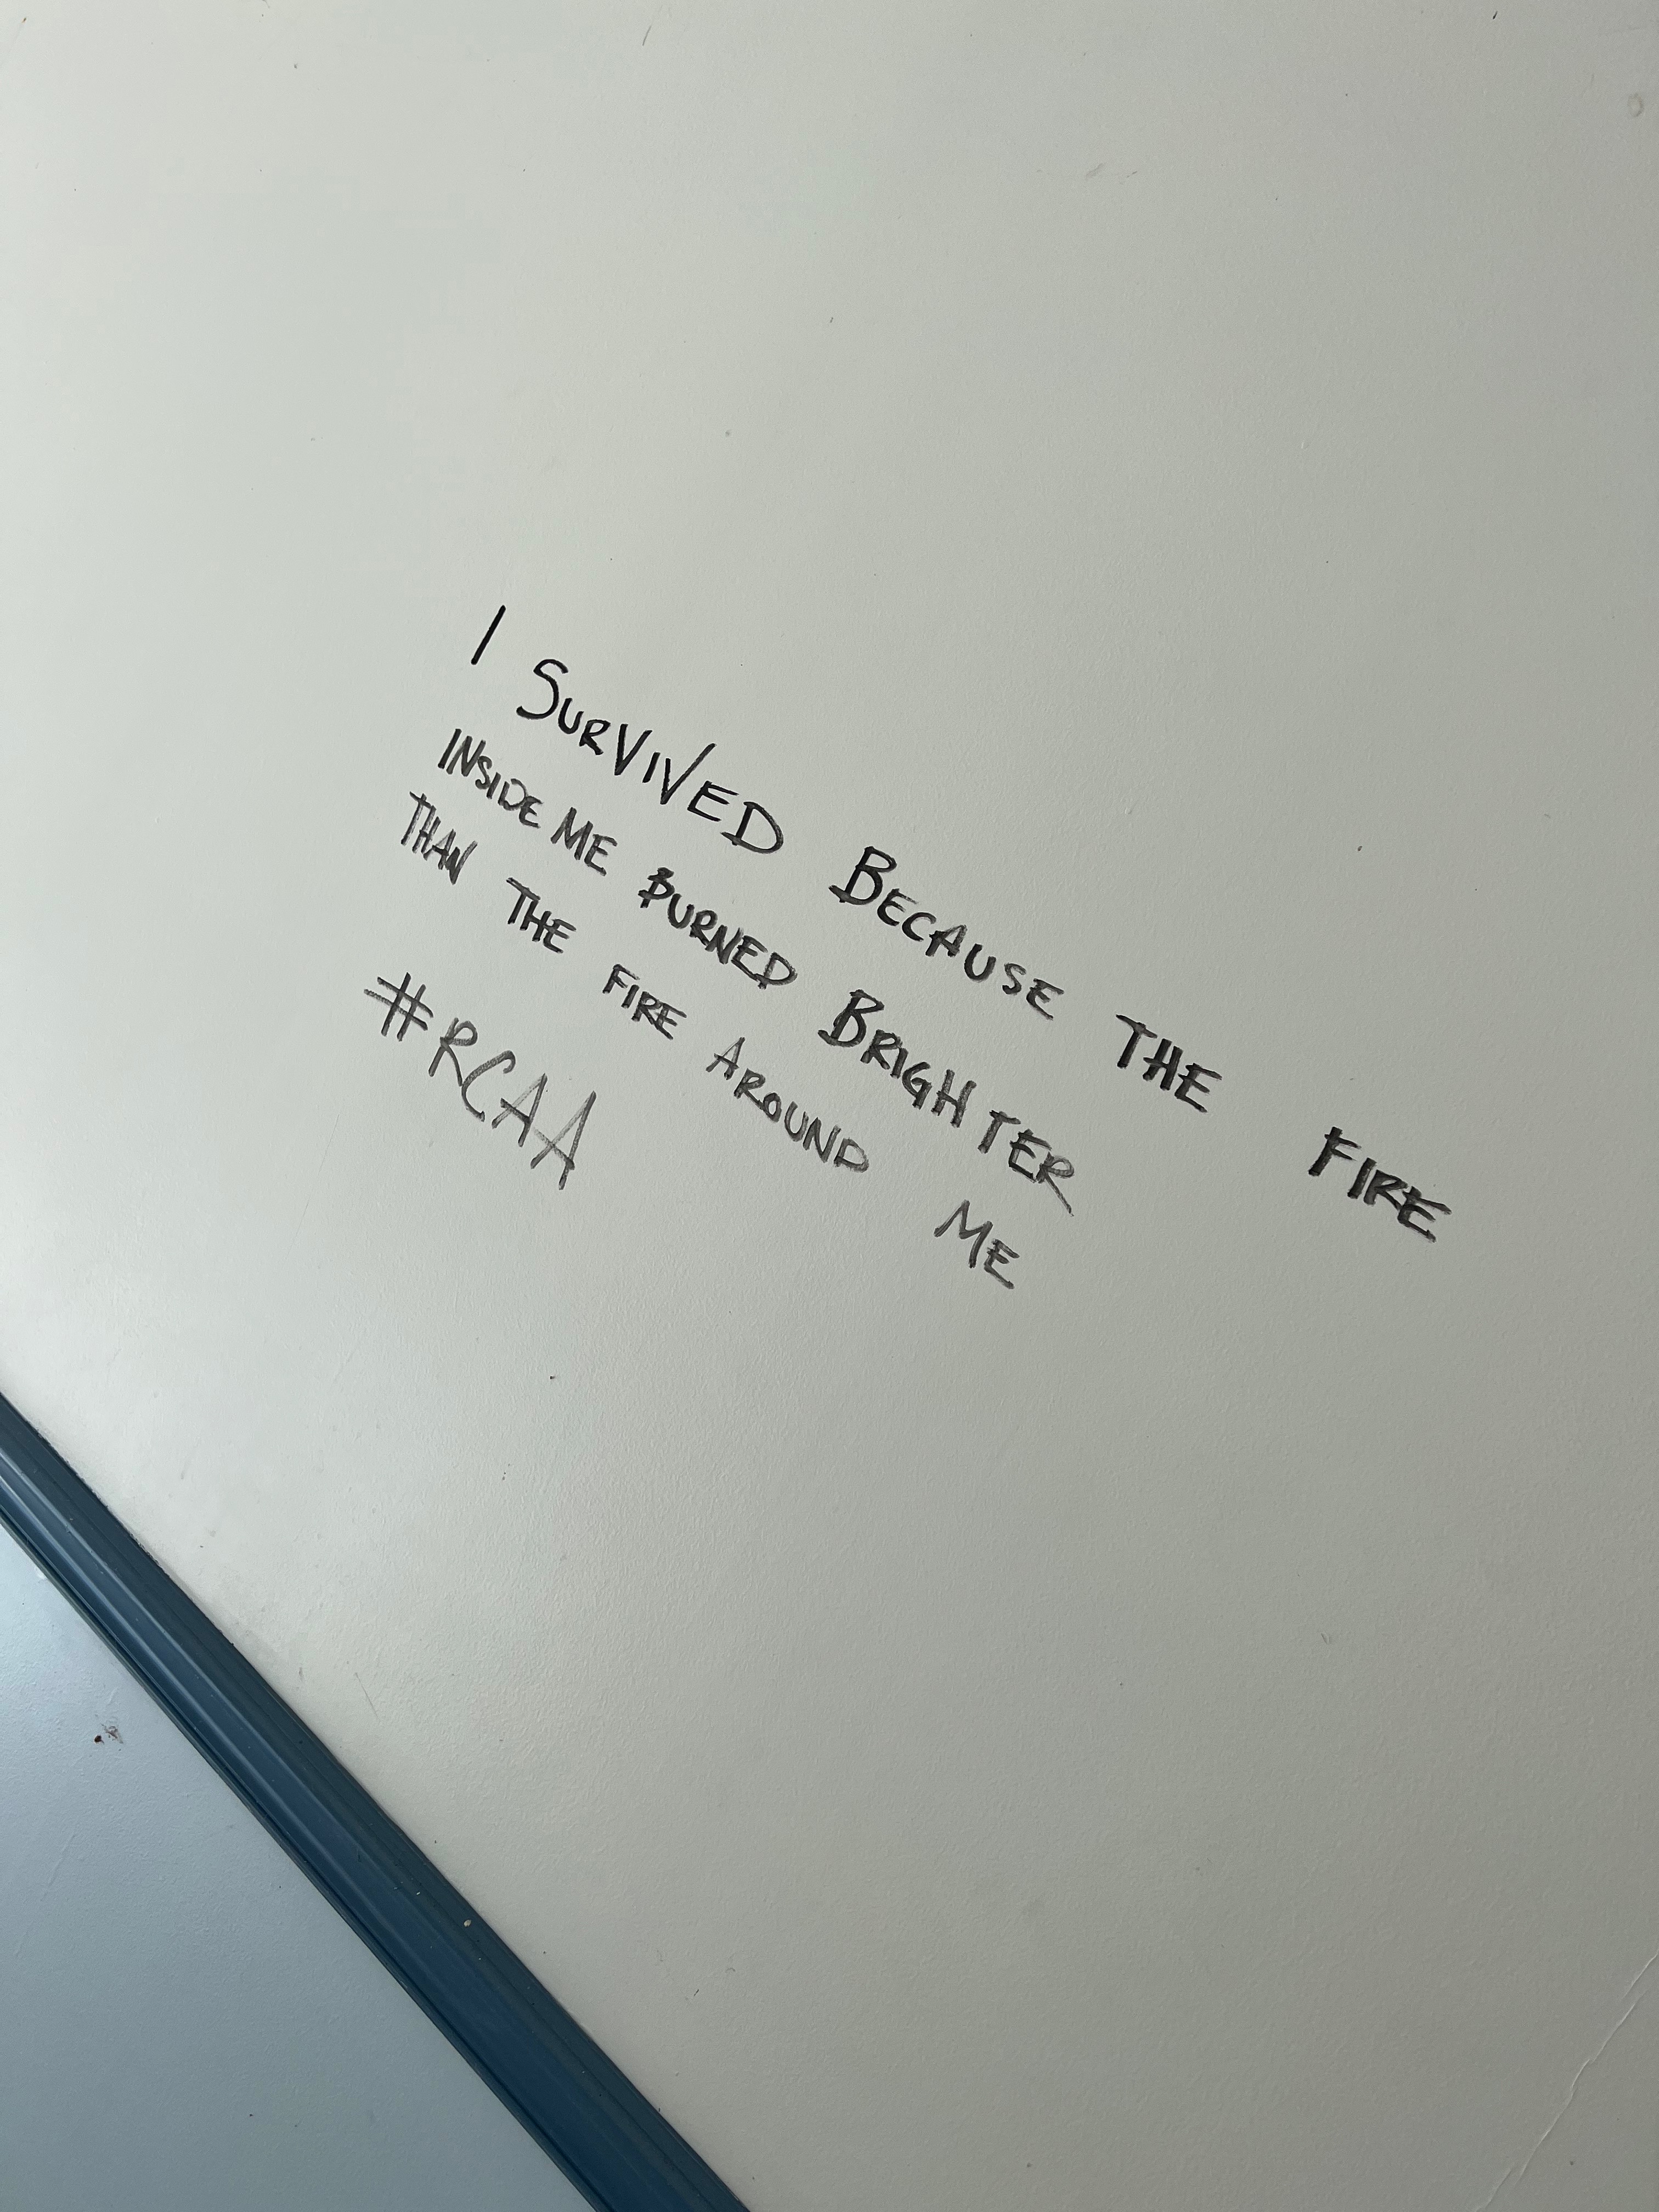 I SURVIVED BECAUSE THE FIRE
INSIDE ME BURNED BRIGHTER
THAN THE FIRE AROUND ME
#RCAA